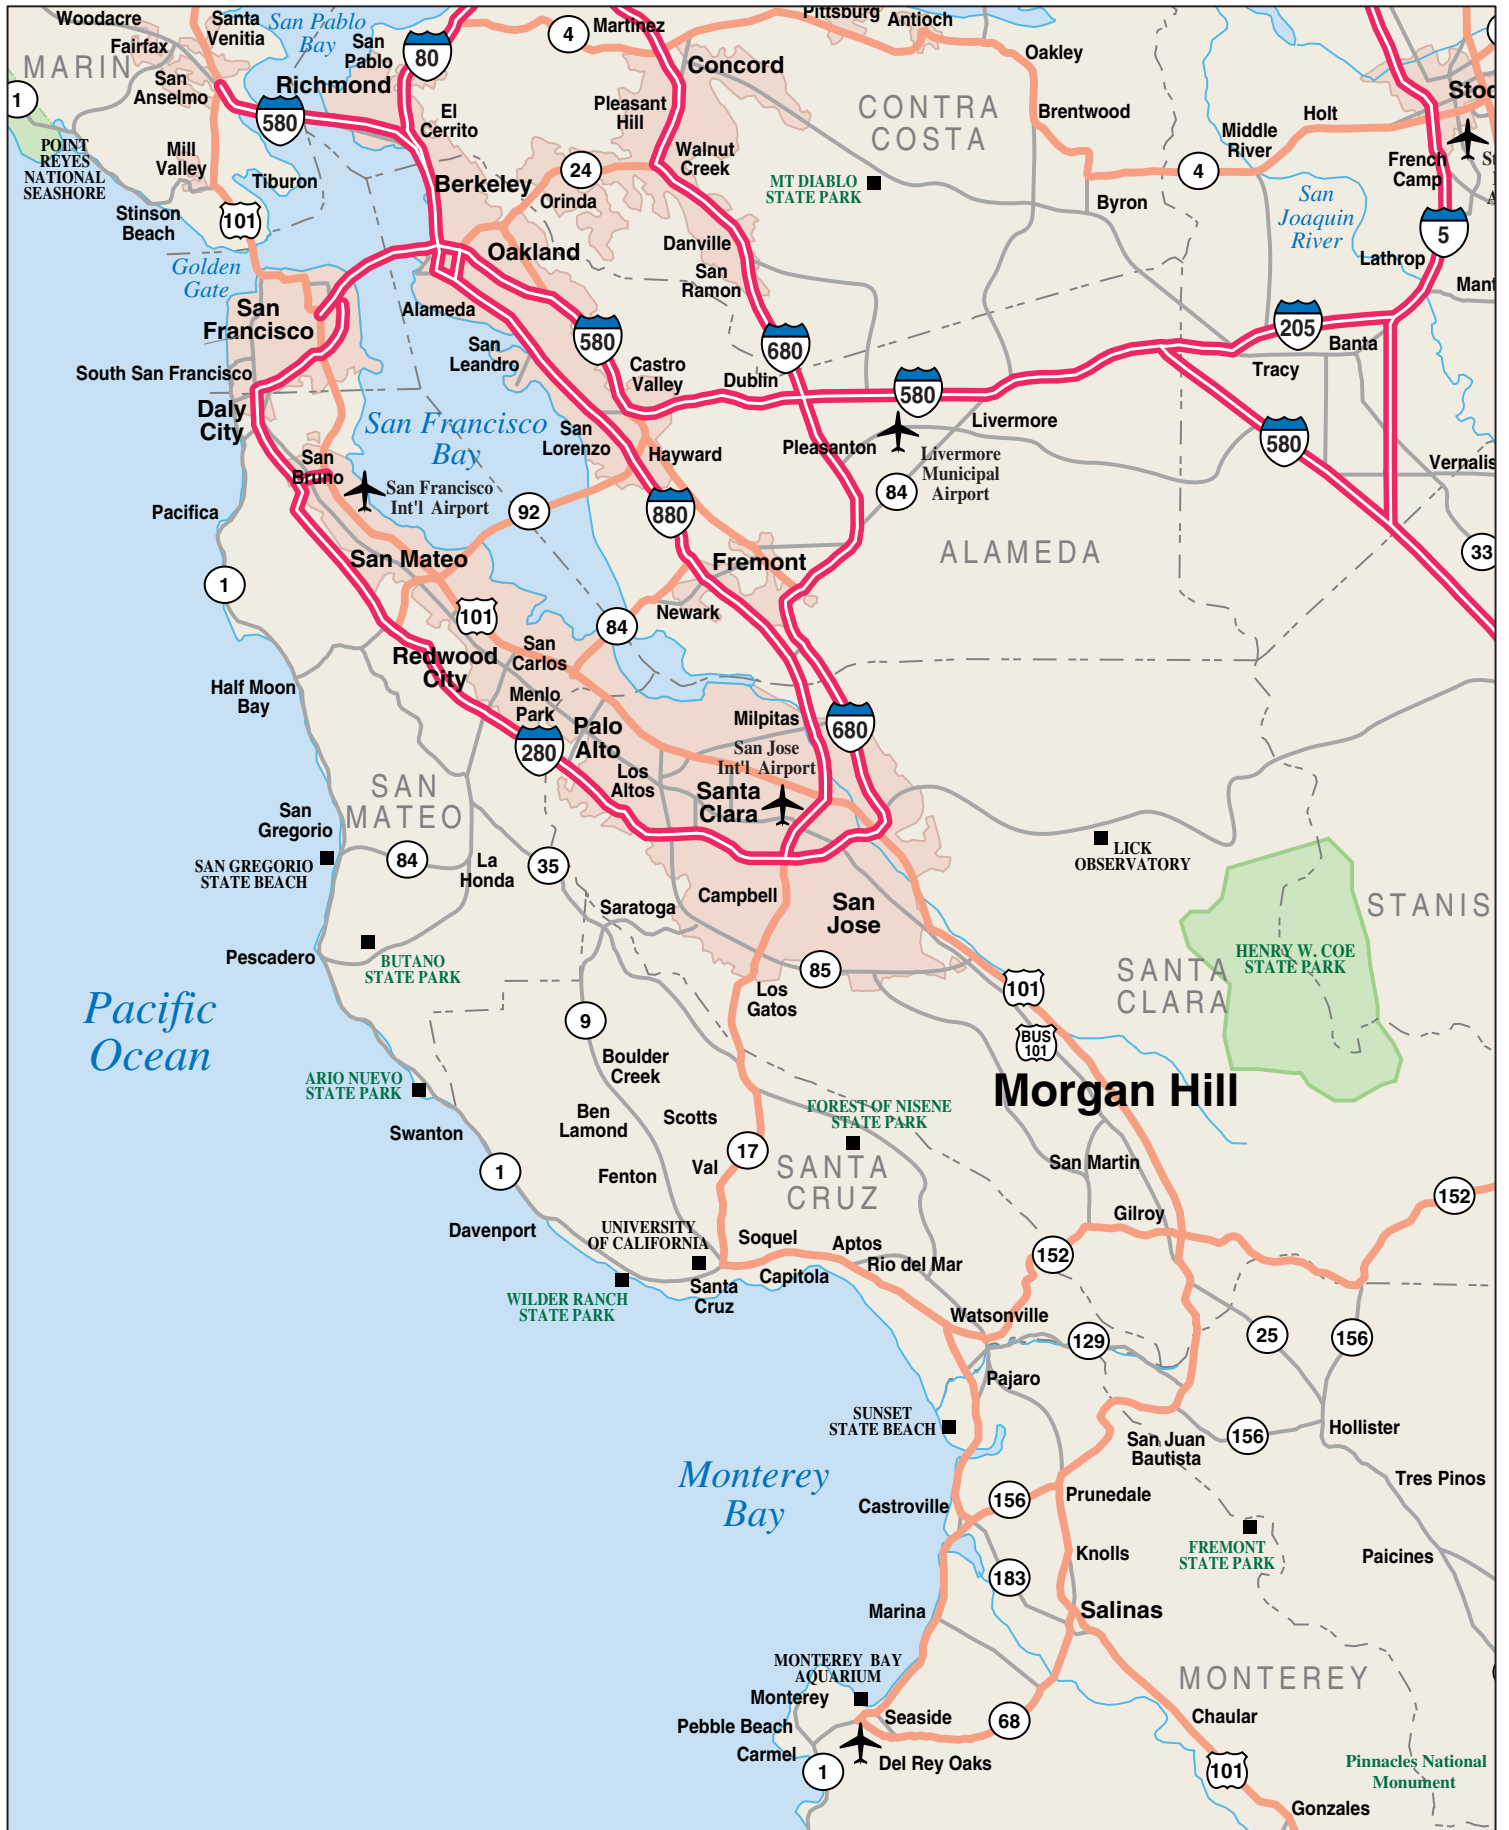 Woodacre
Fairfax
Santa
Venitia
San Pablo
Bay
San
Pablo
80
4
Martinez
Pittsburg
Antioch
Oakley
MARIN
San
Anselmo
Richmond
Concord
1
580
El
Cerrito
Pleasant
Hill
CONTRA
COSTA
Brentwood
Holt
Middle
River
French
Camp
POINT
REYES
NATIONAL
SEASHORE
Mill
Valley
Tiburon
Berkeley
24
Orinda
Walnut
Creek
MT DIABLO
STATE PARK
4
Byron
San
Joaquin
River
5
Stinson
Beach
101
Golden
Gate
Oakland
Danville
San
Ramon
Lathrop
San
Francisco
Alameda
San
Leandro
580
680
205
Banta
Tracy
South San Francisco
Castro
Valley
Dublin
580
Livermore
580
Daly
City
San Francisco
Bay
San
Lorenzo
Hayward
Pleasanton
Livermore
Municipal
Airport
84
Vernalis
San
Bruno
San Francisco
Int'l Airport
Pacifica
92
880
33
1
San Mateo
Fremont
ALAMEDA
101
84
Newark
San
Carlos
Redwood
City
Half Moon
Bay
Menlo
Park
Palo
Alto
280
Milpitas
680
San Jose
Int'l Airport
Los
Altos
Santa
Clara
SAN
MATEO
San
Gregorio
SAN GREGORIO
STATE BEACH
84
La
Honda
35
LICK
OBSERVATORY
Campbell
San
Jose
Saratoga
STANIS
Pescadero
BUTANO
STATE PARK
85
Los
Gatos
HENRY W. COE
STATE PARK
SANTA
CLARA
101
BUS
101
Pacific
Ocean
9
Boulder
Creek
Morgan Hill
ARIO NUEVO
STATE PARK
Swanton
Ben
Lamond
Scotts
Val
FOREST OF NISENE
STATE PARK
17
SANTA
CRUZ
San Martin
1
Fenton
152
Gilroy
Davenport
UNIVERSITY
OF CALIFORNIA
Soquel
Aptos
Rio del Mar
152
Capitola
Santa
Cruz
WILDER RANCH
STATE PARK
Watsonville
129
25
156
Pajaro
SUNSET
STATE BEACH
156
Hollister
San Juan
Bautista
Monterey
Bay
Tres Pinos
Castroville
156
Prunedale
FREMONT
STATE PARK
Knolls
Paicines
183
Marina
Salinas
MONTEREY BAY
AQUARIUM
MONTEREY
Monterey
Pebble Beach
Carmel
Seaside
68
Chaular
1
Del Rey Oaks
101
Pinnacles National
Monument
Gonzales